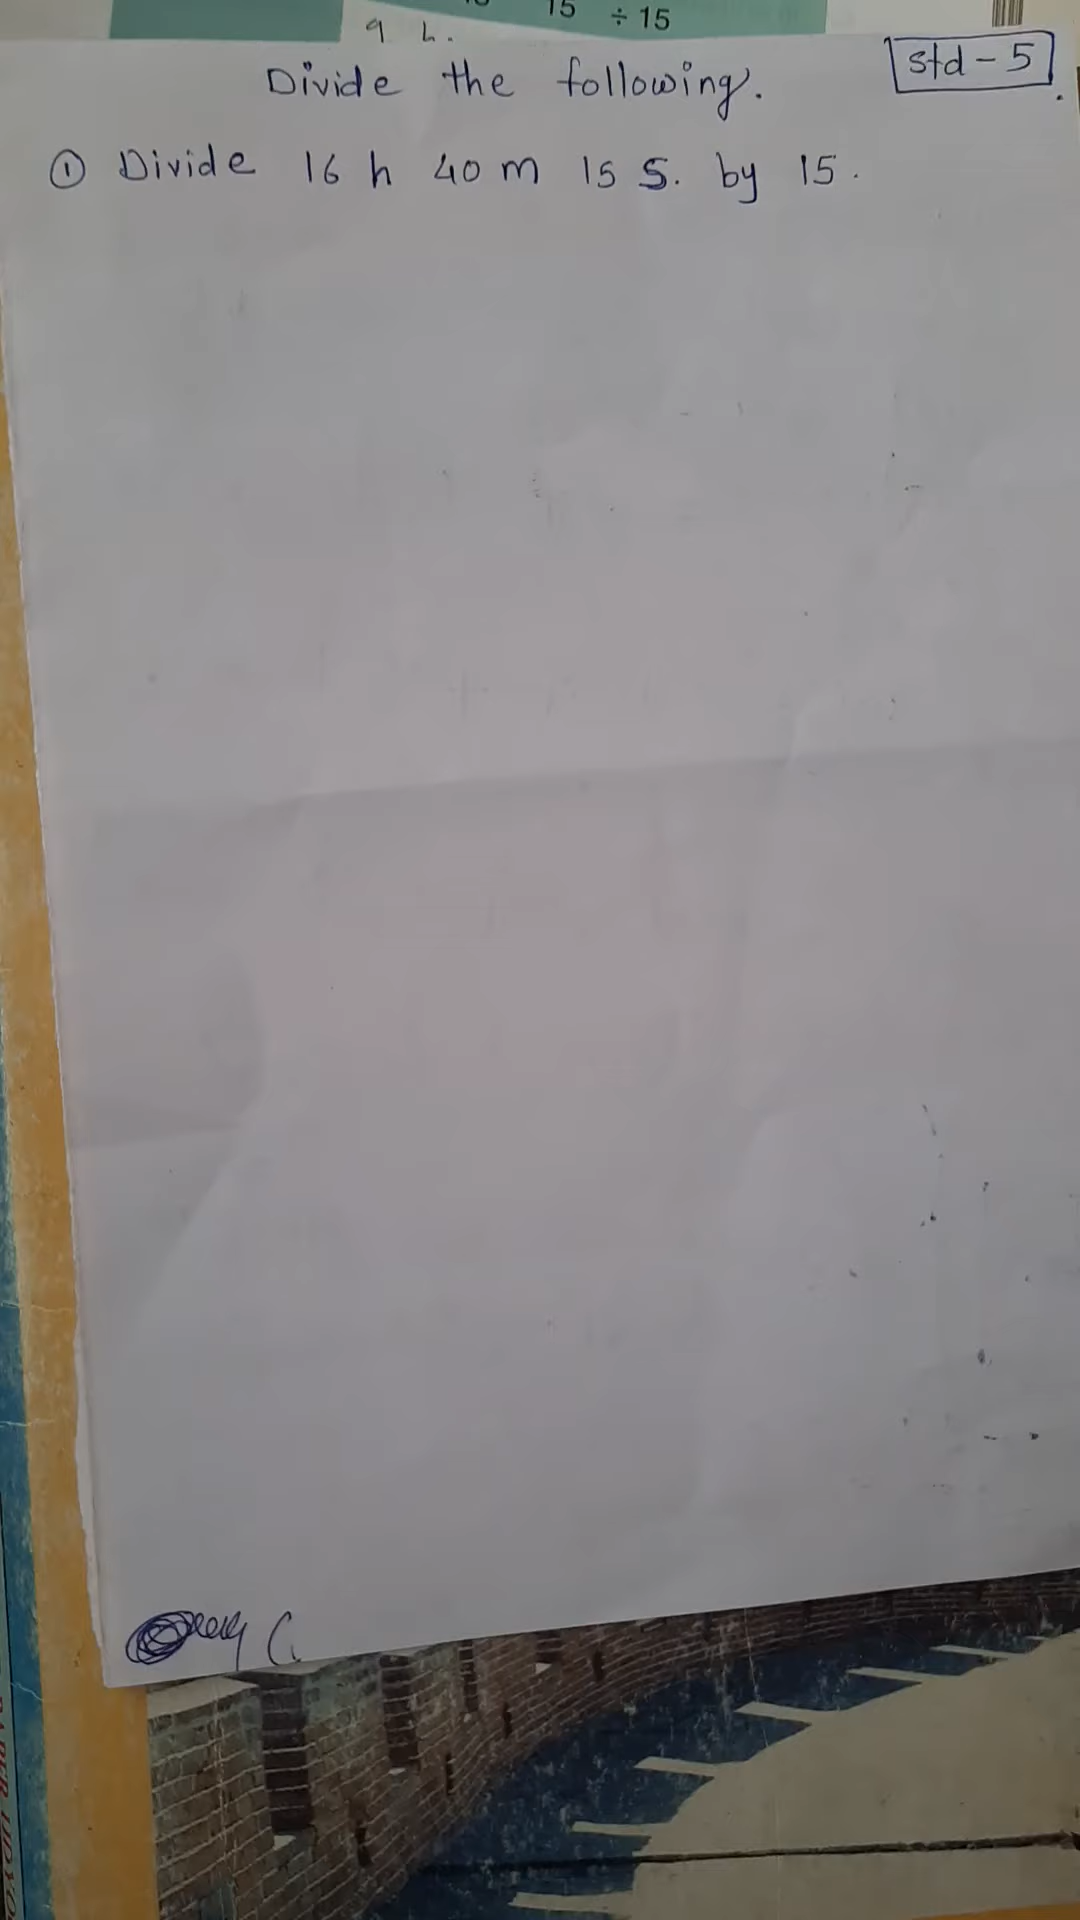 15 ÷ 15
9 h.
Divide the following.
std - 5
① Divide 16 h 40 m 15 s. by 15.